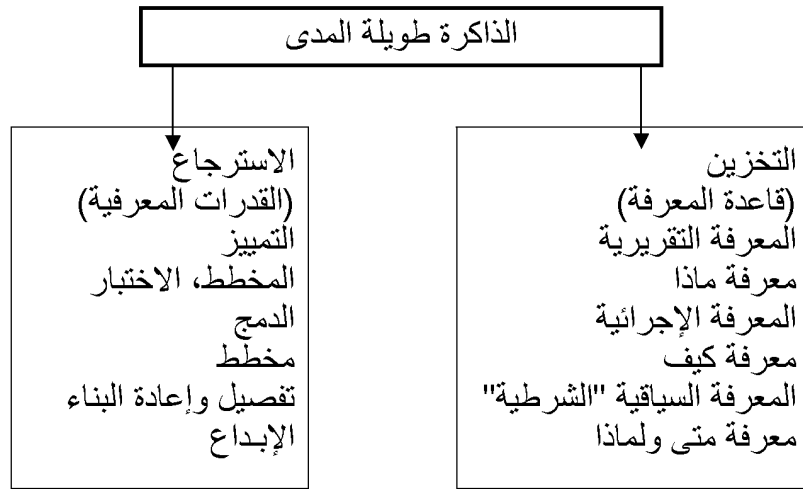 الذاكرة طويلة المدى
التخزين
(قاعدة المعرفة)
المعرفة التقريرية
معرفة ماذا
المعرفة الإجرائية
معرفة كيف
المعرفة السياقية "الشرطية"
معرفة متى ولماذا
الاسترجاع
(القدرات المعرفية)
التمييز
المخطط، الاختبار
الدمج
مخطط
تفصيل وإعادة البناء
الإبـداع